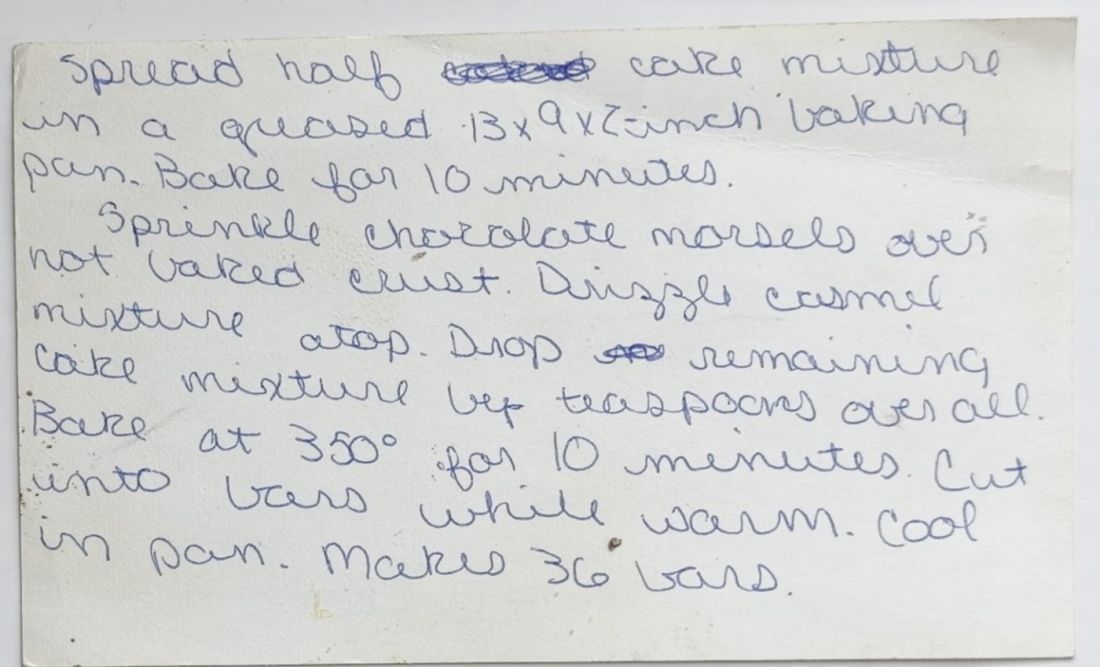 Spread half cake mixture
in a greased 13x9x2-inch baking
pan. Bake for 10 minutes.
Sprinkle chocolate morsels over
hot baked crust. Drizzle carmel
mixture atop. Drop remaining
cake mixture by teaspoons over all.
Bake at 350° for 10 minutes. Cut
into bars while warm. Cool
in pan. Makes 36 bars.